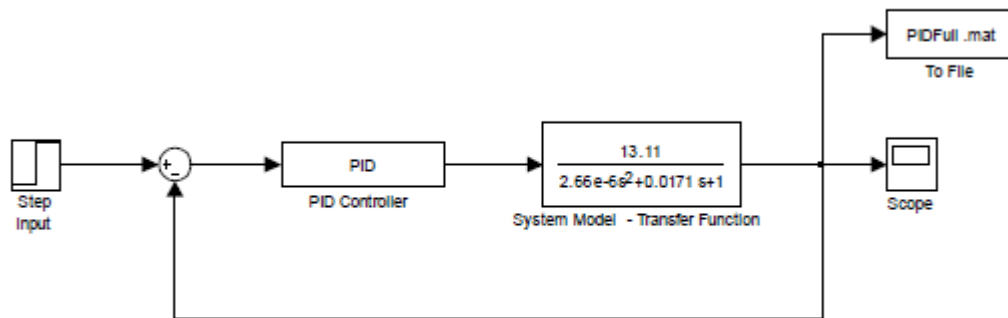 PIDFull .mat
To File
+
−
PID
13.11
2.66e-6s²+0.0171 s+1
Step
Input
PID Controller
System Model - Transfer Function
Scope